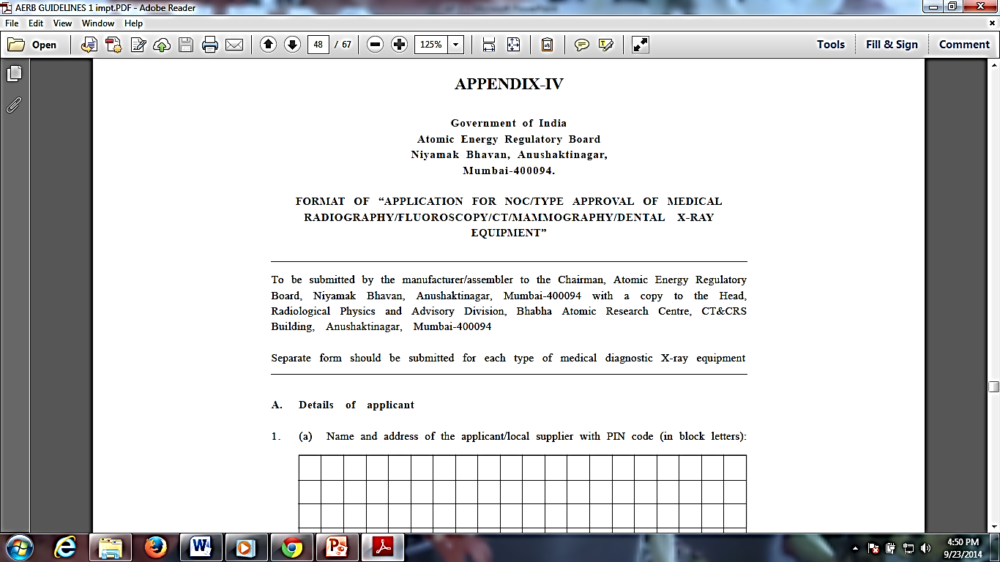 AERB GUIDELINES 1 impt.PDF - Adobe Reader
File Edit View Window Help
Open 48 / 67 125% Tools Fill & Sign Comment
APPENDIX-IV
Government of India
Atomic Energy Regulatory Board
Niyamak Bhavan, Anushaktinagar,
Mumbai-400094.
FORMAT OF “APPLICATION FOR NOC/TYPE APPROVAL OF MEDICAL
RADIOGRAPHY/FLUOROSCOPY/CT/MAMMOGRAPHY/DENTAL X-RAY
EQUIPMENT”
To be submitted by the manufacturer/assembler to the Chairman, Atomic Energy Regulatory
Board, Niyamak Bhavan, Anushaktinagar, Mumbai-400094 with a copy to the Head,
Radiological Physics and Advisory Division, Bhabha Atomic Research Centre, CT&CRS
Building, Anushaktinagar, Mumbai-400094
Separate form should be submitted for each type of medical diagnostic X-ray equipment
A. Details of applicant
1. (a) Name and address of the applicant/local supplier with PIN code (in block letters):
4:50 PM
9/23/2014